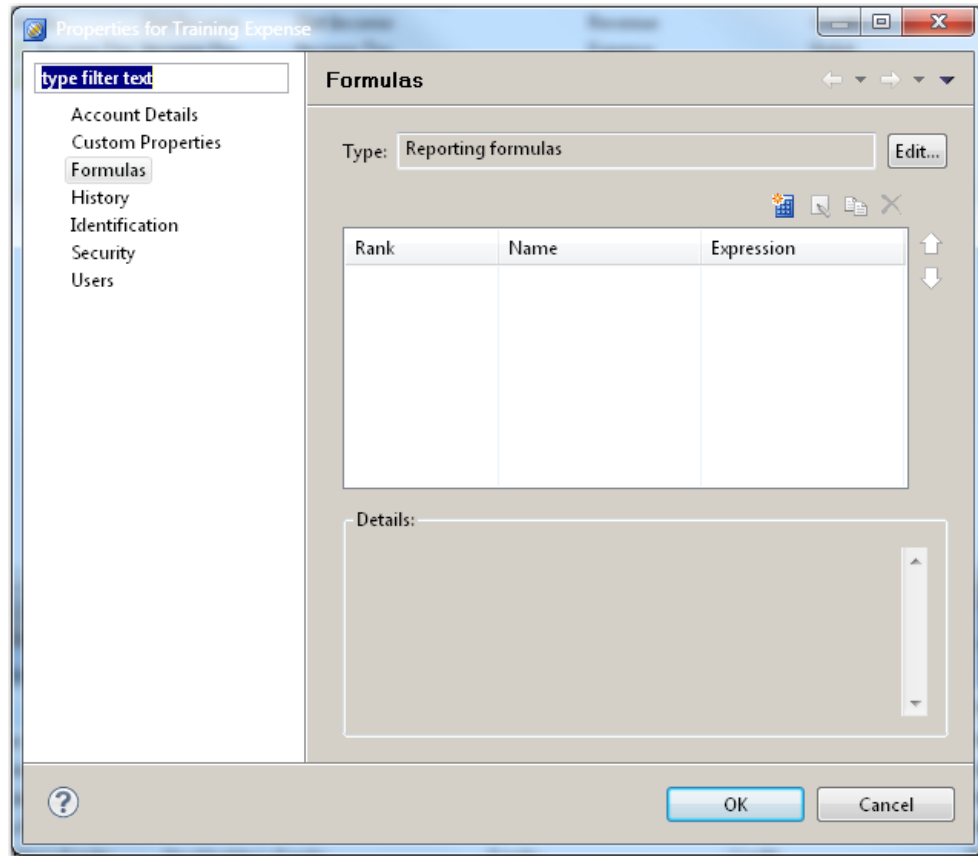 Properties for Training Expense
type filter text
Account Details
Custom Properties
Formulas
History
Identification
Security
Users
Formulas
Type: Reporting formulas Edit...
Rank Name Expression
Details:
OK Cancel